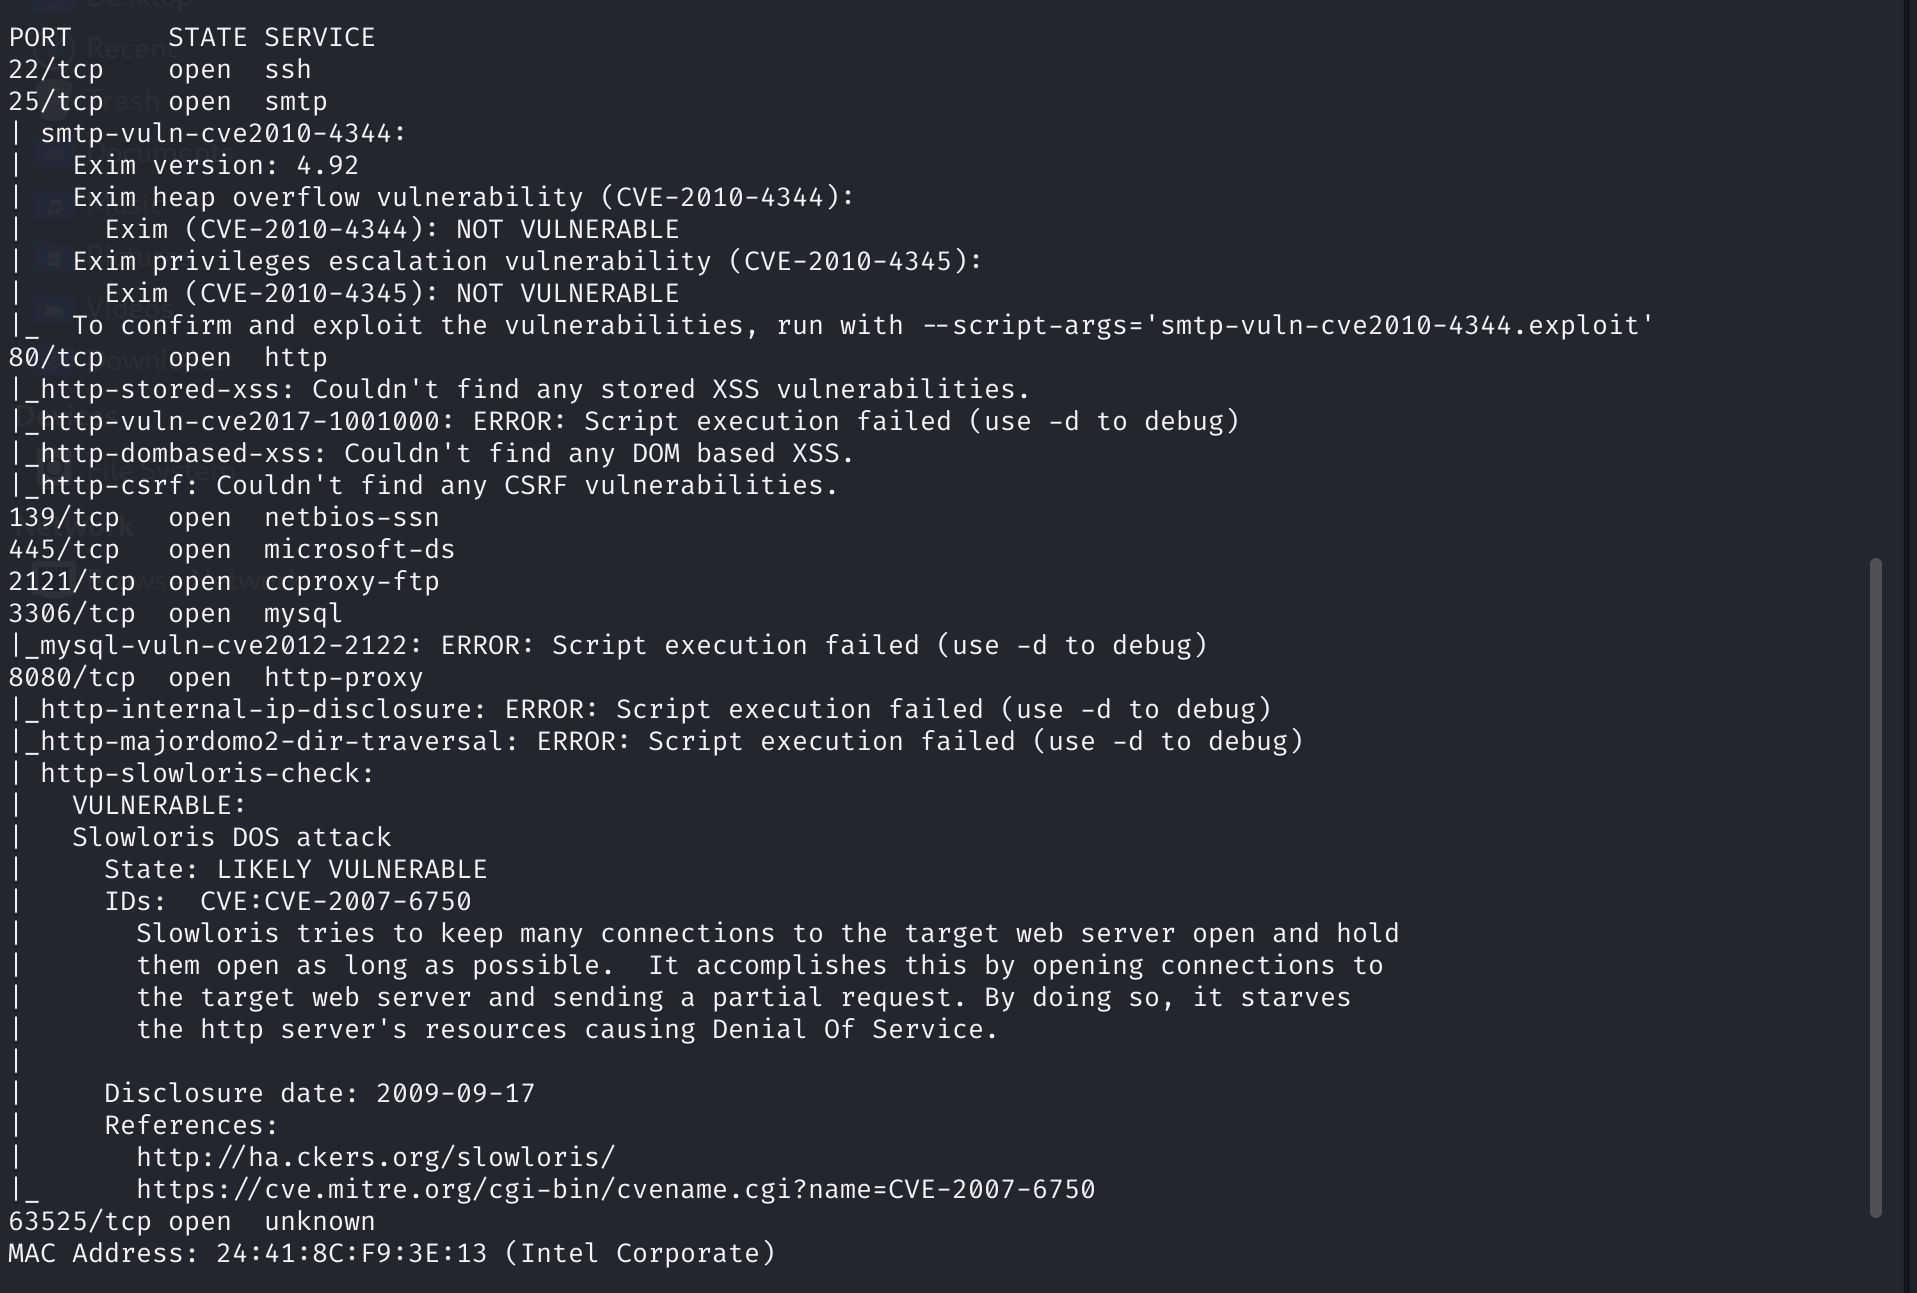 PORT      STATE SERVICE
22/tcp    open  ssh
25/tcp    open  smtp
| smtp-vuln-cve2010-4344:
|   Exim version: 4.92
|   Exim heap overflow vulnerability (CVE-2010-4344):
|     Exim (CVE-2010-4344): NOT VULNERABLE
|   Exim privileges escalation vulnerability (CVE-2010-4345):
|     Exim (CVE-2010-4345): NOT VULNERABLE
|_  To confirm and exploit the vulnerabilities, run with --script-args='smtp-vuln-cve2010-4344.exploit'
80/tcp    open  http
|_http-stored-xss: Couldn't find any stored XSS vulnerabilities.
|_http-vuln-cve2017-1001000: ERROR: Script execution failed (use -d to debug)
|_http-dombased-xss: Couldn't find any DOM based XSS.
|_http-csrf: Couldn't find any CSRF vulnerabilities.
139/tcp   open  netbios-ssn
445/tcp   open  microsoft-ds
2121/tcp  open  ccproxy-ftp
3306/tcp  open  mysql
|_mysql-vuln-cve2012-2122: ERROR: Script execution failed (use -d to debug)
8080/tcp  open  http-proxy
|_http-internal-ip-disclosure: ERROR: Script execution failed (use -d to debug)
|_http-majordomo2-dir-traversal: ERROR: Script execution failed (use -d to debug)
| http-slowloris-check:
|   VULNERABLE:
|   Slowloris DOS attack
|     State: LIKELY VULNERABLE
|     IDs:  CVE:CVE-2007-6750
|       Slowloris tries to keep many connections to the target web server open and hold
|       them open as long as possible.  It accomplishes this by opening connections to
|       the target web server and sending a partial request. By doing so, it starves
|       the http server's resources causing Denial Of Service.
|
|     Disclosure date: 2009-09-17
|     References:
|       http://ha.ckers.org/slowloris/
|_      https://cve.mitre.org/cgi-bin/cvename.cgi?name=CVE-2007-6750
63525/tcp open  unknown
MAC Address: 24:41:8C:F9:3E:13 (Intel Corporate)